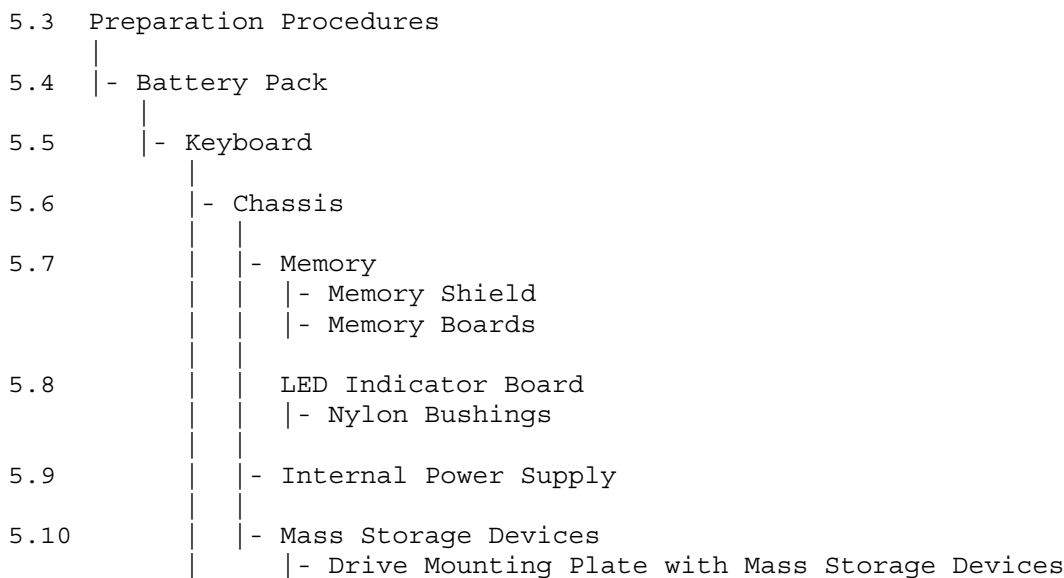 5.3  Preparation Procedures
      |
5.4  |- Battery Pack
         |
5.5      |- Keyboard
            |
5.6         |- Chassis
            |  |
5.7         |  |- Memory
            |  |  |- Memory Shield
            |  |  |- Memory Boards
            |  |
5.8         |  |  LED Indicator Board
            |  |  |- Nylon Bushings
            |  |
5.9         |  |- Internal Power Supply
            |  |
5.10        |  |- Mass Storage Devices
            |     |- Drive Mounting Plate with Mass Storage Devices